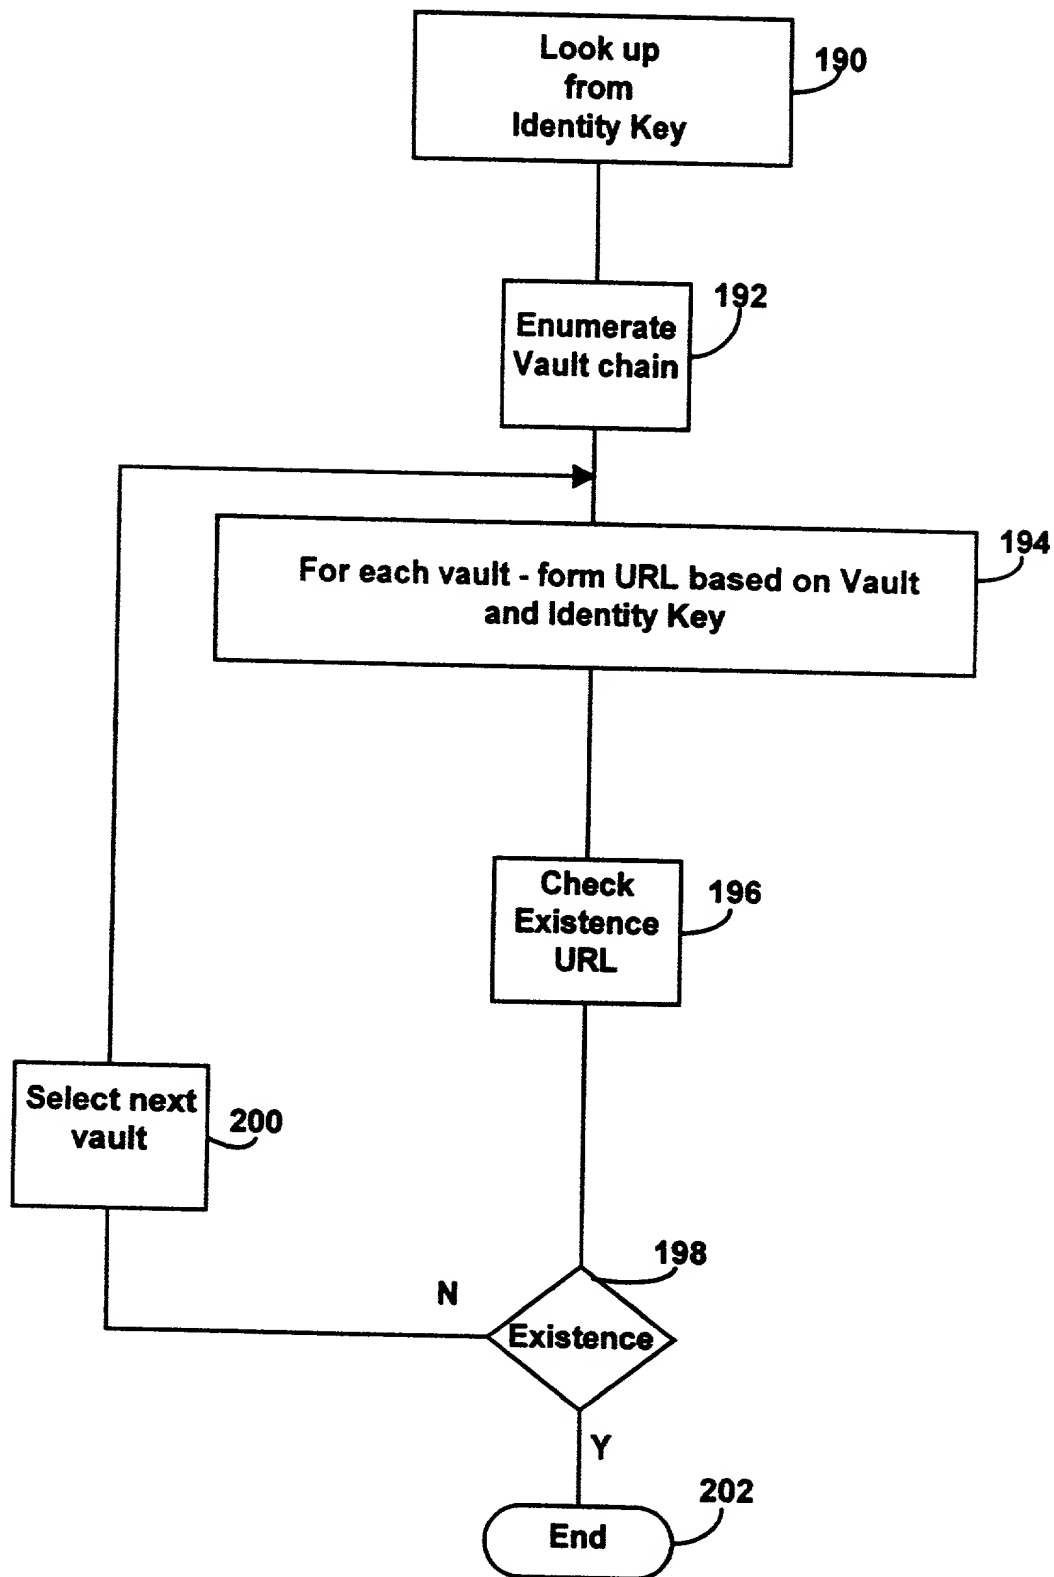 Look up
from
Identity Key
190
Enumerate
Vault chain
192
For each vault - form URL based on Vault
and Identity Key
194
Check
Existence
URL
196
Select next
vault
200
198
N
Existence
Y
End
202